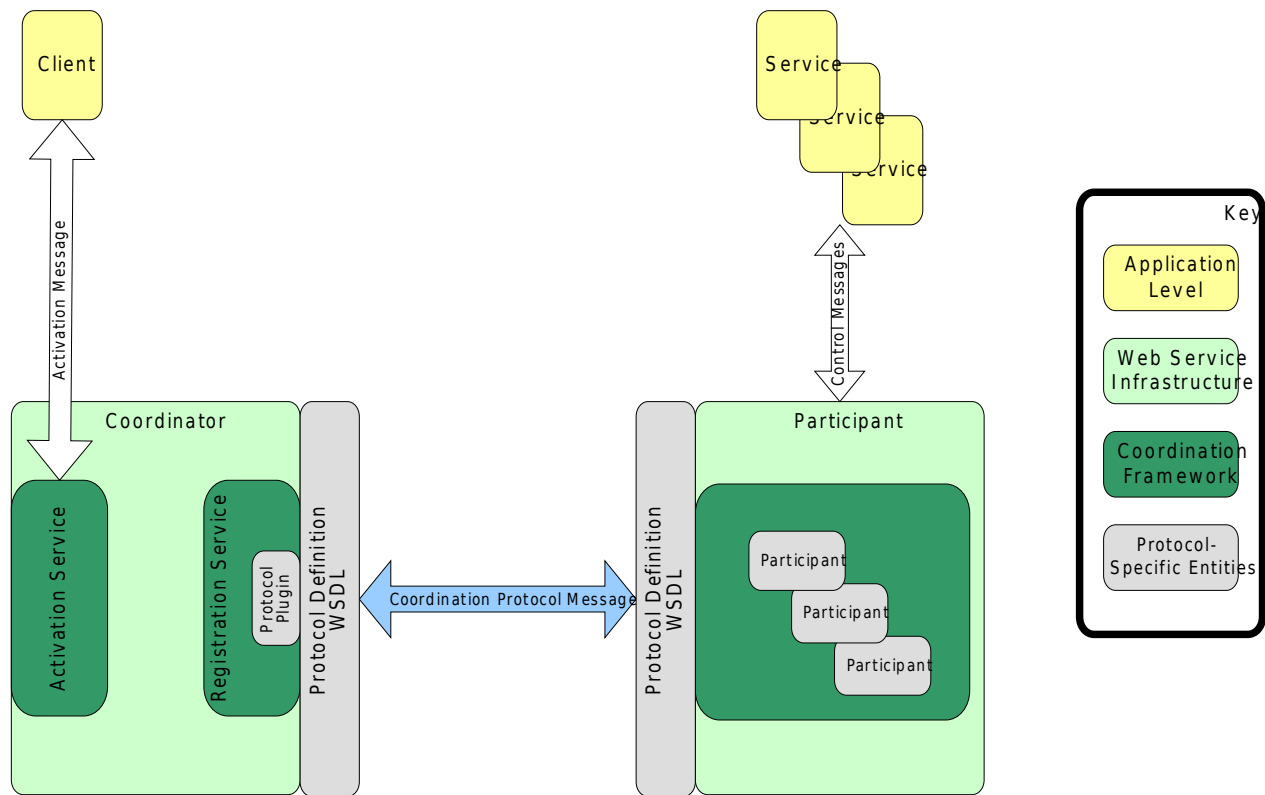 Client
Service
Service
Service
Activation Message
Control Messages
Key
Application
Level
Web Service
Infrastructure
Coordination
Framework
Protocol-
Specific Entities
Coordinator
Activation Service
Registration Service
Protocol
Plugin
Protocol Definition
WSDL
Coordination Protocol Message
Protocol Definition
WSDL
Participant
Participant
Participant
Participant